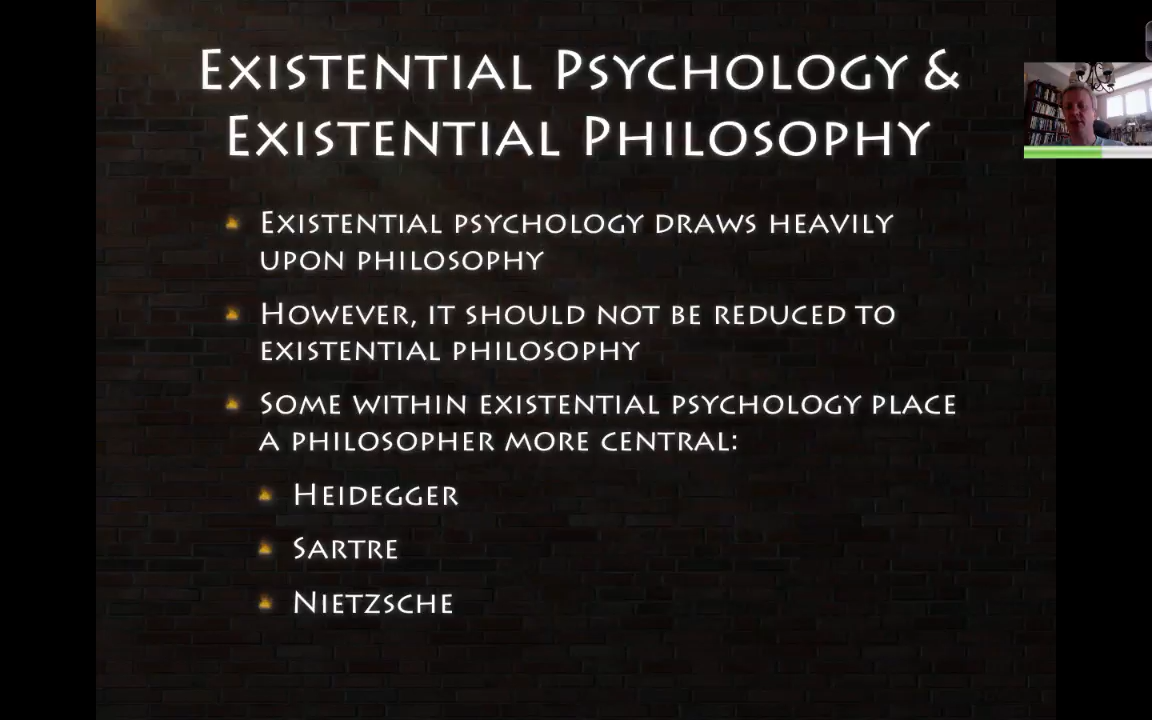 Existential Psychology &
Existential Philosophy
Existential psychology draws heavily
upon philosophy
However, it should not be reduced to
existential philosophy
Some within existential psychology place
a philosopher more central:
Heidegger
Sartre
Nietzsche